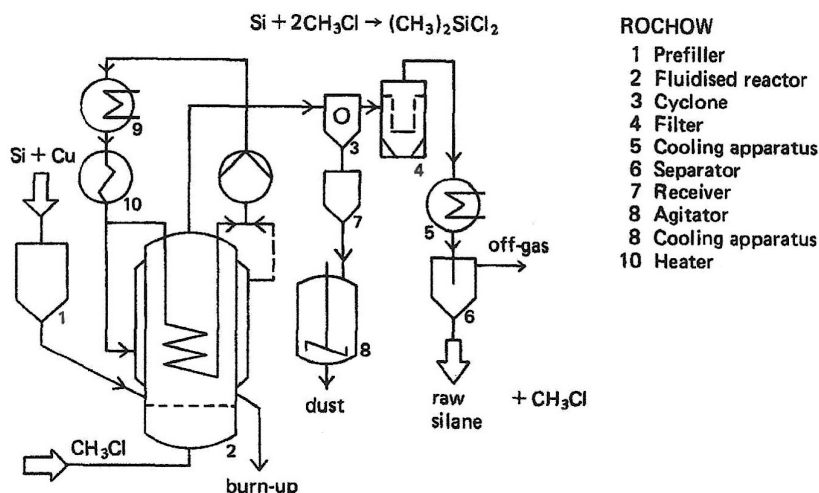 Si + 2CH₃Cl → (CH₃)₂SiCl₂
ROCHOW
1 Prefiller
2 Fluidised reactor
3 Cyclone
4 Filter
5 Cooling apparatus
6 Separator
7 Receiver
8 Agitator
8 Cooling apparatus
10 Heater
9
Si + Cu
10
1
CH₃Cl
2
burn-up
O
3
4
7
8
dust
5
off-gas
6
raw
silane
+ CH₃Cl